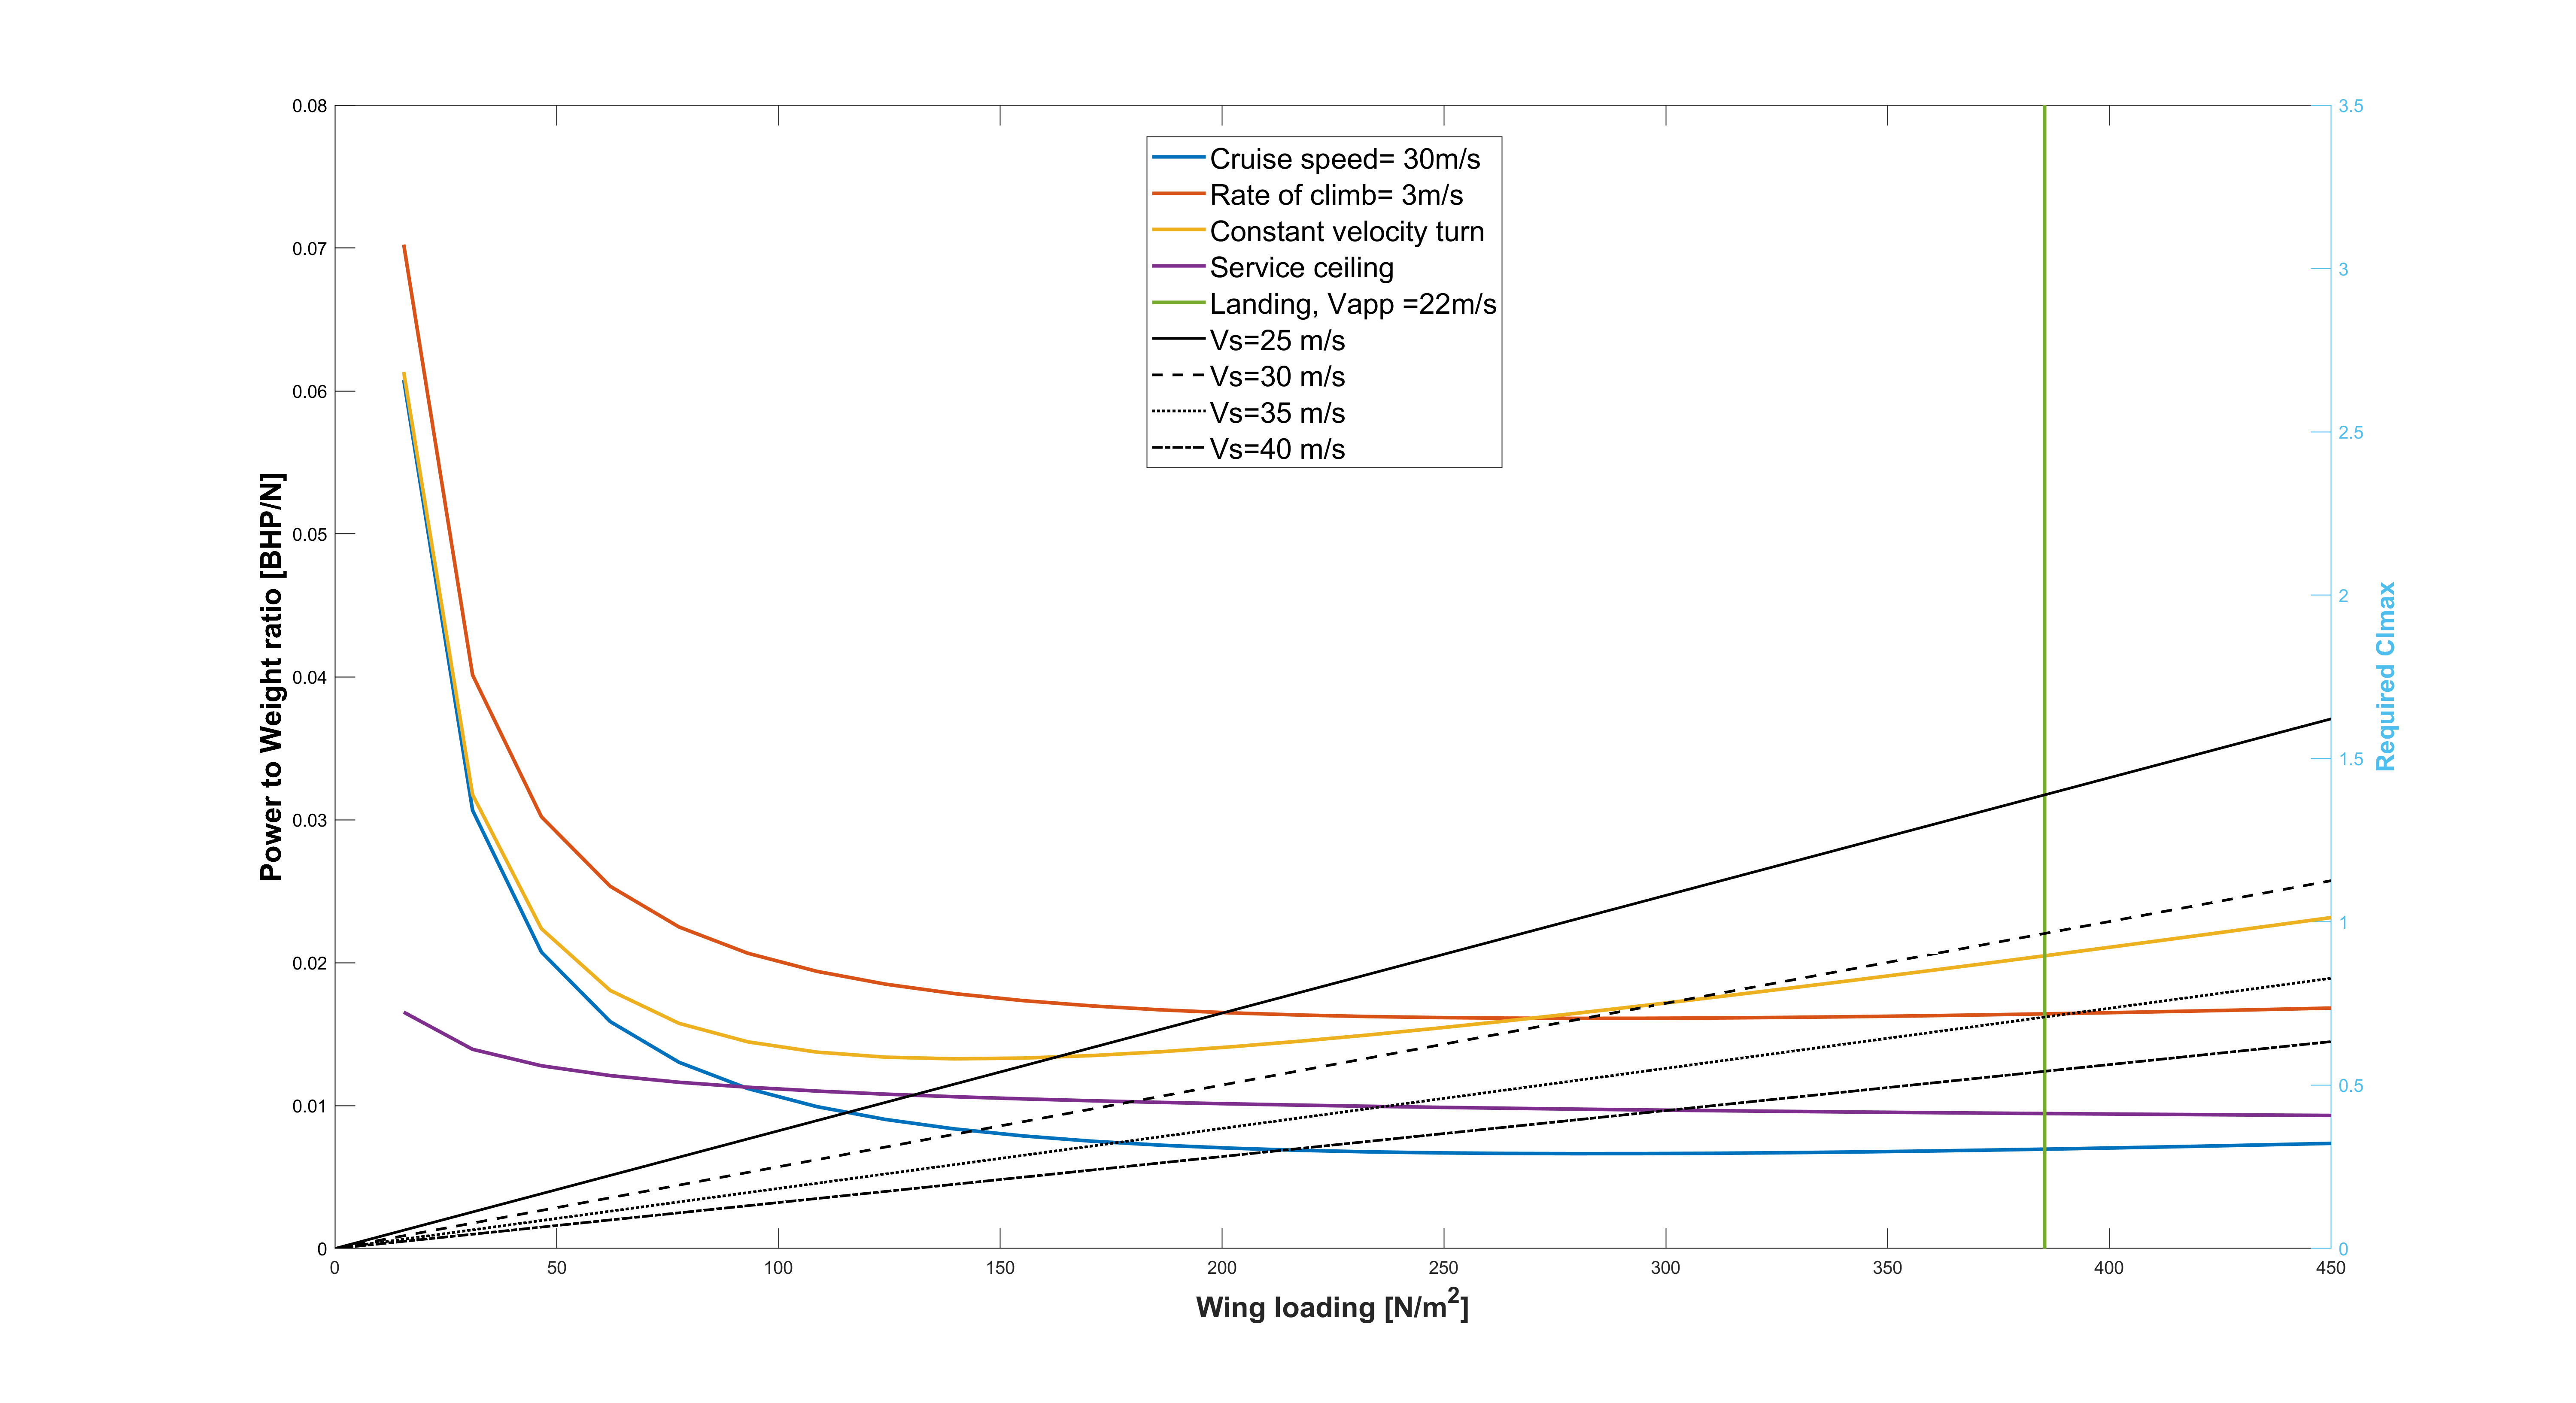 0.08
0.07
0.06
0.05
0.04
0.03
0.02
0.01
0
Power to Weight ratio [BHP/N]
Cruise speed= 30m/s
Rate of climb= 3m/s
Constant velocity turn
Service ceiling
Landing, Vapp =22m/s
Vs=25 m/s
Vs=30 m/s
Vs=35 m/s
Vs=40 m/s
3.5
3
2.5
2
1.5
1
0.5
0
Required Clmax
0 50 100 150 200 250 300 350 400 450
Wing loading [N/m²]